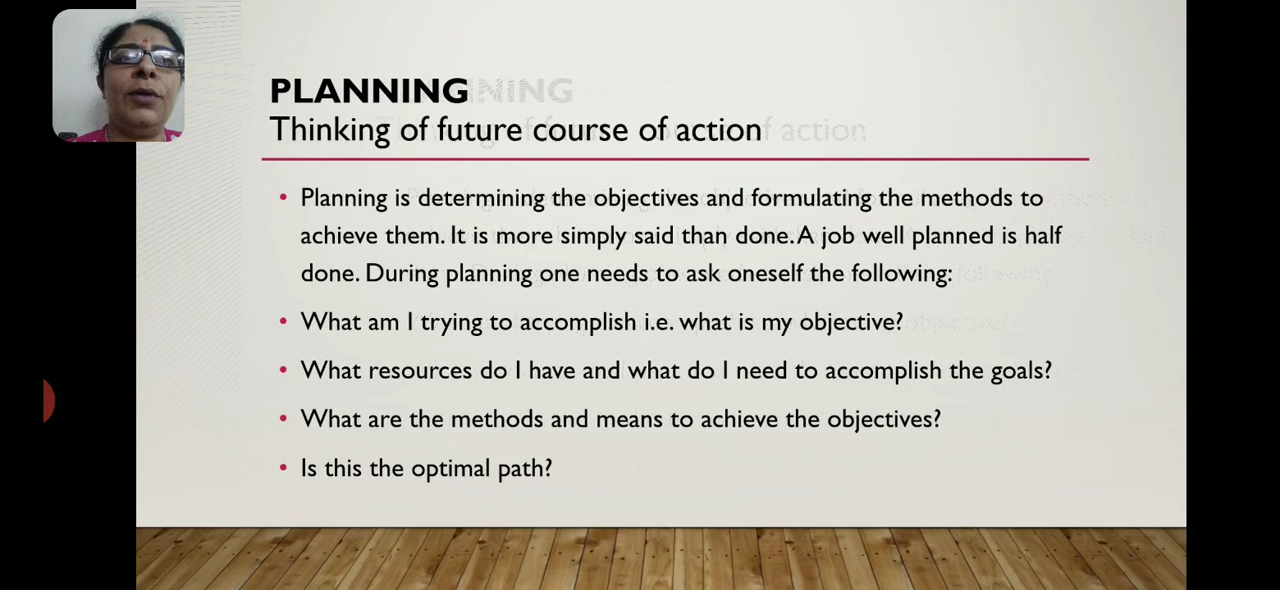 PLANNING
Thinking of future course of action
• Planning is determining the objectives and formulating the methods to
achieve them. It is more simply said than done. A job well planned is half
done. During planning one needs to ask oneself the following:
• What am I trying to accomplish i.e. what is my objective?
• What resources do I have and what do I need to accomplish the goals?
• What are the methods and means to achieve the objectives?
• Is this the optimal path?